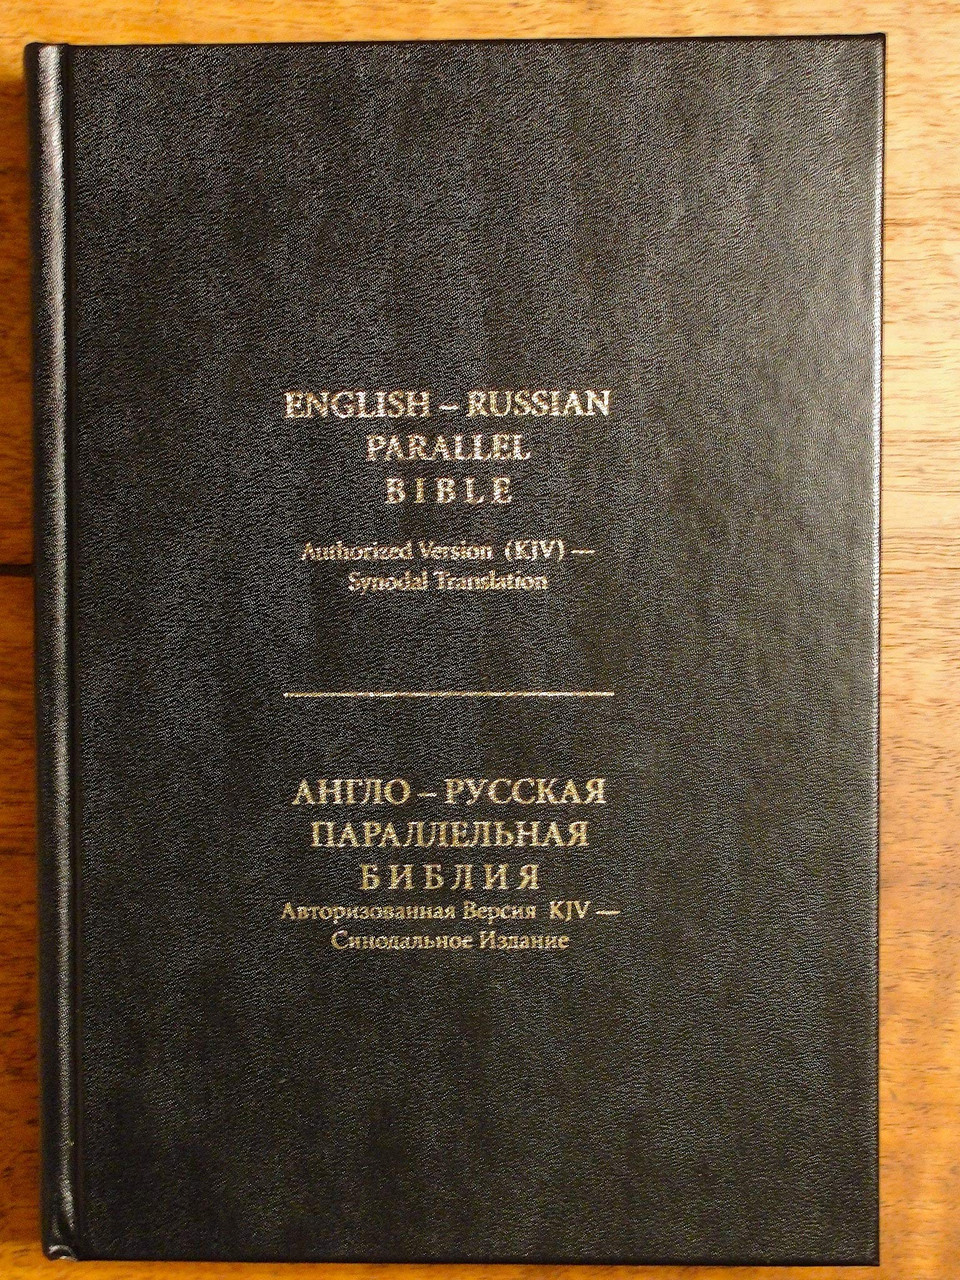 ENGLISH – RUSSIAN
PARALLEL
BIBLE
Authorized Version (KJV) —
Synodal Translation
АНГЛО – РУССКАЯ
ПАРАЛЛЕЛЬНАЯ
БИБЛИЯ
Авторизованная Версия KJV —
Синодальное Издание